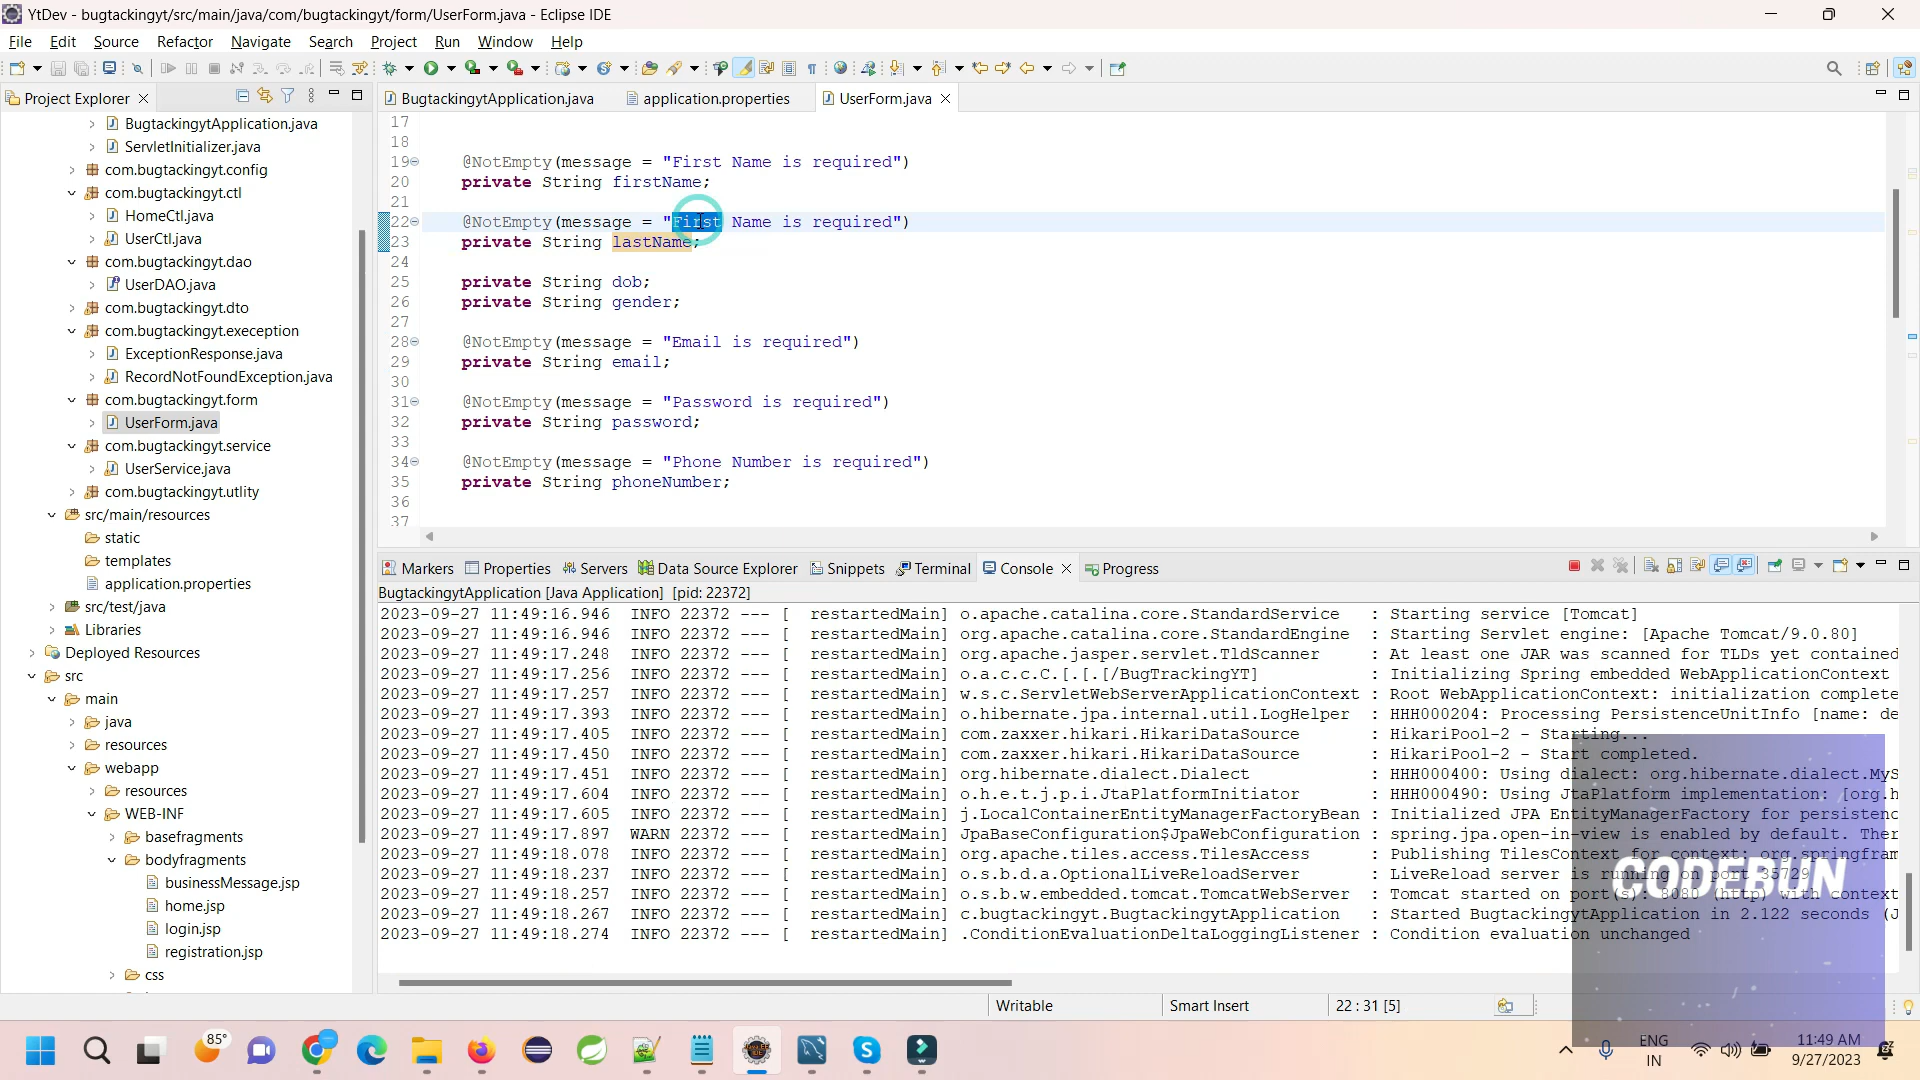 YtDev - bugtackingyt/src/main/java/com/bugtackingyt/form/UserForm.java - Eclipse IDE
File Edit Source Refactor Navigate Search Project Run Window Help
Project Explorer
BugtackingytApplication.java application.properties UserForm.java
BugtackingytApplication.java
ServletInitializer.java
com.bugtackingyt.config
com.bugtackingyt.ctl
HomeCtl.java
UserCtl.java
com.bugtackingyt.dao
UserDAO.java
com.bugtackingyt.dto
com.bugtackingyt.exeception
ExceptionResponse.java
RecordNotFoundException.java
com.bugtackingyt.form
UserForm.java
com.bugtackingyt.service
UserService.java
com.bugtackingyt.utlity
src/main/resources
static
templates
application.properties
src/test/java
Libraries
Deployed Resources
src
main
java
resources
webapp
resources
WEB-INF
basefragments
bodyfragments
businessMessage.jsp
home.jsp
login.jsp
registration.jsp
css
17
18
19 @NotEmpty(message = "First Name is required")
20 private String firstName;
21
22 @NotEmpty(message = "First Name is required")
23 private String lastName;
24
25 private String dob;
26 private String gender;
27
28 @NotEmpty(message = "Email is required")
29 private String email;
30
31 @NotEmpty(message = "Password is required")
32 private String password;
33
34 @NotEmpty(message = "Phone Number is required")
35 private String phoneNumber;
36
37
Markers Properties Servers Data Source Explorer Snippets Terminal Console Progress
BugtackingytApplication [Java Application] [pid: 22372]
2023-09-27 11:49:16.946 INFO 22372 --- [ restartedMain] o.apache.catalina.core.StandardService : Starting service [Tomcat]
2023-09-27 11:49:16.946 INFO 22372 --- [ restartedMain] org.apache.catalina.core.StandardEngine : Starting Servlet engine: [Apache Tomcat/9.0.80]
2023-09-27 11:49:17.248 INFO 22372 --- [ restartedMain] org.apache.jasper.servlet.TldScanner : At least one JAR was scanned for TLDs yet contained
2023-09-27 11:49:17.256 INFO 22372 --- [ restartedMain] o.a.c.c.C.[.[.[/BugTrackingYT] : Initializing Spring embedded WebApplicationContext
2023-09-27 11:49:17.257 INFO 22372 --- [ restartedMain] w.s.c.ServletWebServerApplicationContext : Root WebApplicationContext: initialization complete
2023-09-27 11:49:17.393 INFO 22372 --- [ restartedMain] o.hibernate.jpa.internal.util.LogHelper : HHH000204: Processing PersistenceUnitInfo [name: de
2023-09-27 11:49:17.405 INFO 22372 --- [ restartedMain] com.zaxxer.hikari.HikariDataSource : HikariPool-2 - Starting...
2023-09-27 11:49:17.450 INFO 22372 --- [ restartedMain] com.zaxxer.hikari.HikariDataSource : HikariPool-2 - Start completed.
2023-09-27 11:49:17.451 INFO 22372 --- [ restartedMain] org.hibernate.dialect.Dialect : HHH000400: Using dialect: org.hibernate.dialect.MyS
2023-09-27 11:49:17.604 INFO 22372 --- [ restartedMain] o.h.e.t.j.p.i.JtaPlatformInitiator : HHH000490: Using JtaPlatform implementation: [org.h
2023-09-27 11:49:17.605 INFO 22372 --- [ restartedMain] j.LocalContainerEntityManagerFactoryBean : Initialized JPA EntityManagerFactory for persistenc
2023-09-27 11:49:17.897 WARN 22372 --- [ restartedMain] JpaBaseConfiguration$JpaWebConfiguration : spring.jpa.open-in-view is enabled by default. Ther
2023-09-27 11:49:18.078 INFO 22372 --- [ restartedMain] org.apache.tiles.access.TilesAccess : Publishing TilesContext for context: org.springfram
2023-09-27 11:49:18.237 INFO 22372 --- [ restartedMain] o.s.b.d.a.OptionalLiveReloadServer : LiveReload server is running on port 35729
2023-09-27 11:49:18.257 INFO 22372 --- [ restartedMain] o.s.b.w.embedded.tomcat.TomcatWebServer : Tomcat started on port(s): 8080 (http) with context
2023-09-27 11:49:18.267 INFO 22372 --- [ restartedMain] c.bugtackingyt.BugtackingytApplication : Started BugtackingytApplication in 2.122 seconds (J
2023-09-27 11:49:18.274 INFO 22372 --- [ restartedMain] .ConditionEvaluationDeltaLoggingListener : Condition evaluation unchanged
CODEBUN
Writable Smart Insert 22 : 31 [5]
85°
ENG
IN
11:49 AM
9/27/2023